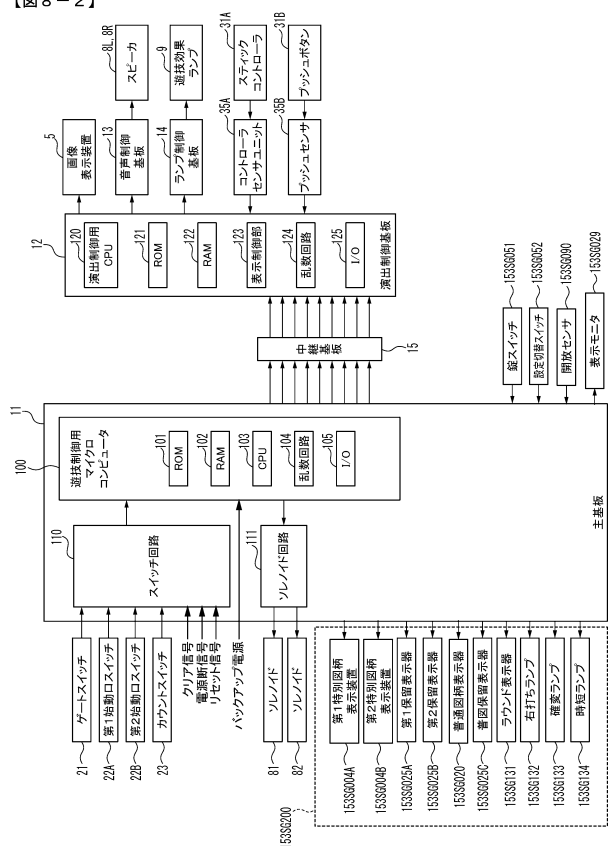 【図８－２】
5
画像
表示装置
13
音声制御
基板
8L, 8R
スピーカ
14
ランプ制御
基板
9
遊技効果
ランプ
35A
コントローラ
センサユニット
31A
スティック
コントローラ
35B
プッシュセンサ
31B
プッシュボタン
12
120
演出制御用
CPU
121
ROM
122
RAM
123
表示制御部
124
乱数回路
125
I/O
演出制御基板
中継
基板
15
153SG051
錠スイッチ
153SG052
設定切替スイッチ
153SG090
開放センサ
153SG029
表示モニタ
11
100
遊技制御用
マイクロ
コンピュータ
101
ROM
102
RAM
103
CPU
104
乱数回路
105
I/O
110
スイッチ回路
111
ソレノイド回路
主基板
21
ゲートスイッチ
22A
第1始動口スイッチ
22B
第2始動口スイッチ
23
カウントスイッチ
クリア信号
電源断信号
リセット信号
バックアップ電源
81
ソレノイド
82
ソレノイド
153SG200
153SG004A
第1特別図柄
表示装置
153SG004B
第2特別図柄
表示装置
153SG025A
第1保留表示器
153SG025B
第2保留表示器
153SG020
普通図柄表示器
153SG025C
普図保留表示器
153SG131
ラウンド表示器
153SG132
右打ちランプ
153SG133
確変ランプ
153SG134
時短ランプ